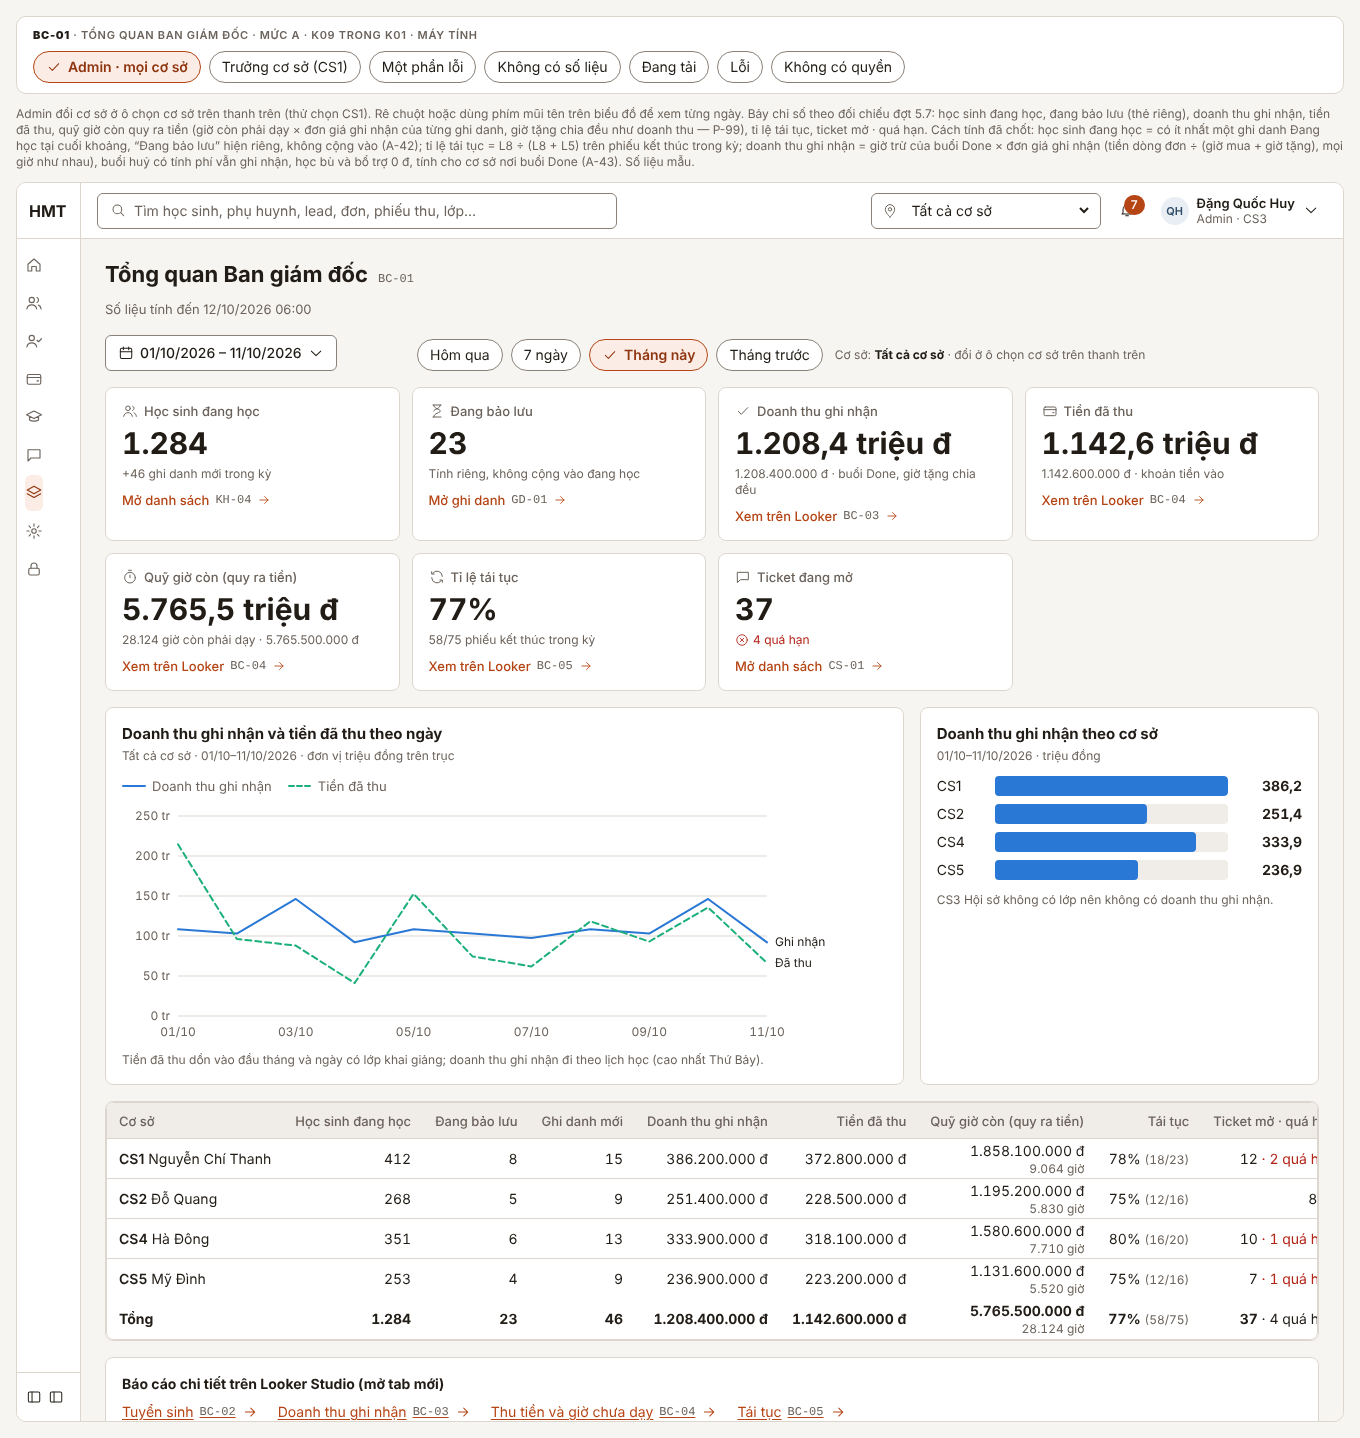 BC-01 · TỔNG QUAN BAN GIÁM ĐỐC · MỨC A · K09 TRONG K01 · MÁY TÍNH
Admin · mọi cơ sở
Trưởng cơ sở (CS1)
Một phần lỗi
Không có số liệu
Đang tải
Lỗi
Không có quyền
Admin đổi cơ sở ở ô chọn cơ sở trên thanh trên (thử chọn CS1). Rê chuột hoặc dùng phím mũi tên trên biểu đồ để xem từng ngày. Bảy chỉ số theo đối chiếu đợt 5.7: học sinh đang học, đang bảo lưu (thẻ riêng), doanh thu ghi nhận, tiền
đã thu, quỹ giờ còn quy ra tiền (giờ còn phải dạy × đơn giá ghi nhận của từng ghi danh, giờ tặng chia đều như doanh thu — P-99), tỉ lệ tái tục, ticket mở · quá hạn. Cách tính đã chốt: học sinh đang học = có ít nhất một ghi danh Đang
học tại cuối khoảng, “Đang bảo lưu” hiện riêng, không cộng vào (A-42); tỉ lệ tái tục = L8 ÷ (L8 + L5) trên phiếu kết thúc trong kỳ; doanh thu ghi nhận = giờ trừ của buổi Done × đơn giá ghi nhận (tiền dòng đơn ÷ (giờ mua + giờ tặng), mọi
giờ như nhau), buổi huỷ có tính phí vẫn ghi nhận, học bù và bổ trợ 0 đ, tính cho cơ sở nơi buổi Done (A-43). Số liệu mẫu.
HMT
Tìm học sinh, phụ huynh, lead, đơn, phiếu thu, lớp...
Tất cả cơ sở
7
QH
Đặng Quốc Huy
Admin · CS3
Tổng quan Ban giám đốc BC-01
Số liệu tính đến 12/10/2026 06:00
01/10/2026 – 11/10/2026
Hôm qua
7 ngày
Tháng này
Tháng trước
Cơ sở: Tất cả cơ sở · đổi ở ô chọn cơ sở trên thanh trên
Học sinh đang học
1.284
+46 ghi danh mới trong kỳ
Mở danh sách KH-04 →
Đang bảo lưu
23
Tính riêng, không cộng vào đang học
Mở ghi danh GD-01 →
Doanh thu ghi nhận
1.208,4 triệu đ
1.208.400.000 đ · buổi Done, giờ tặng chia
đều
Xem trên Looker BC-03 →
Tiền đã thu
1.142,6 triệu đ
1.142.600.000 đ · khoản tiền vào
Xem trên Looker BC-04 →
Quỹ giờ còn (quy ra tiền)
5.765,5 triệu đ
28.124 giờ còn phải dạy · 5.765.500.000 đ
Xem trên Looker BC-04 →
Tỉ lệ tái tục
77%
58/75 phiếu kết thúc trong kỳ
Xem trên Looker BC-05 →
Ticket đang mở
37
4 quá hạn
Mở danh sách CS-01 →
Doanh thu ghi nhận và tiền đã thu theo ngày
Tất cả cơ sở · 01/10–11/10/2026 · đơn vị triệu đồng trên trục
Doanh thu ghi nhận
Tiền đã thu
250 tr
200 tr
150 tr
100 tr
50 tr
0 tr
Ghi nhận
Đã thu
01/10
03/10
05/10
07/10
09/10
11/10
Tiền đã thu dồn vào đầu tháng và ngày có lớp khai giảng; doanh thu ghi nhận đi theo lịch học (cao nhất Thứ Bảy).
Doanh thu ghi nhận theo cơ sở
01/10–11/10/2026 · triệu đồng
CS1 386,2
CS2 251,4
CS4 333,9
CS5 236,9
CS3 Hội sở không có lớp nên không có doanh thu ghi nhận.
Cơ sở Học sinh đang học Đang bảo lưu Ghi danh mới Doanh thu ghi nhận Tiền đã thu Quỹ giờ còn (quy ra tiền) Tái tục Ticket mở · quá h
CS1 Nguyễn Chí Thanh 412 8 15 386.200.000 đ 372.800.000 đ 1.858.100.000 đ 78% (18/23) 12 · 2 quá h
9.064 giờ
CS2 Đỗ Quang 268 5 9 251.400.000 đ 228.500.000 đ 1.195.200.000 đ 75% (12/16) 8
5.830 giờ
CS4 Hà Đông 351 6 13 333.900.000 đ 318.100.000 đ 1.580.600.000 đ 80% (16/20) 10 · 1 quá h
7.710 giờ
CS5 Mỹ Đình 253 4 9 236.900.000 đ 223.200.000 đ 1.131.600.000 đ 75% (12/16) 7 · 1 quá h
5.520 giờ
Tổng 1.284 23 46 1.208.400.000 đ 1.142.600.000 đ 5.765.500.000 đ 77% (58/75) 37 · 4 quá h
28.124 giờ
Báo cáo chi tiết trên Looker Studio (mở tab mới)
Tuyển sinh BC-02 → Doanh thu ghi nhận BC-03 → Thu tiền và giờ chưa dạy BC-04 → Tái tục BC-05 →